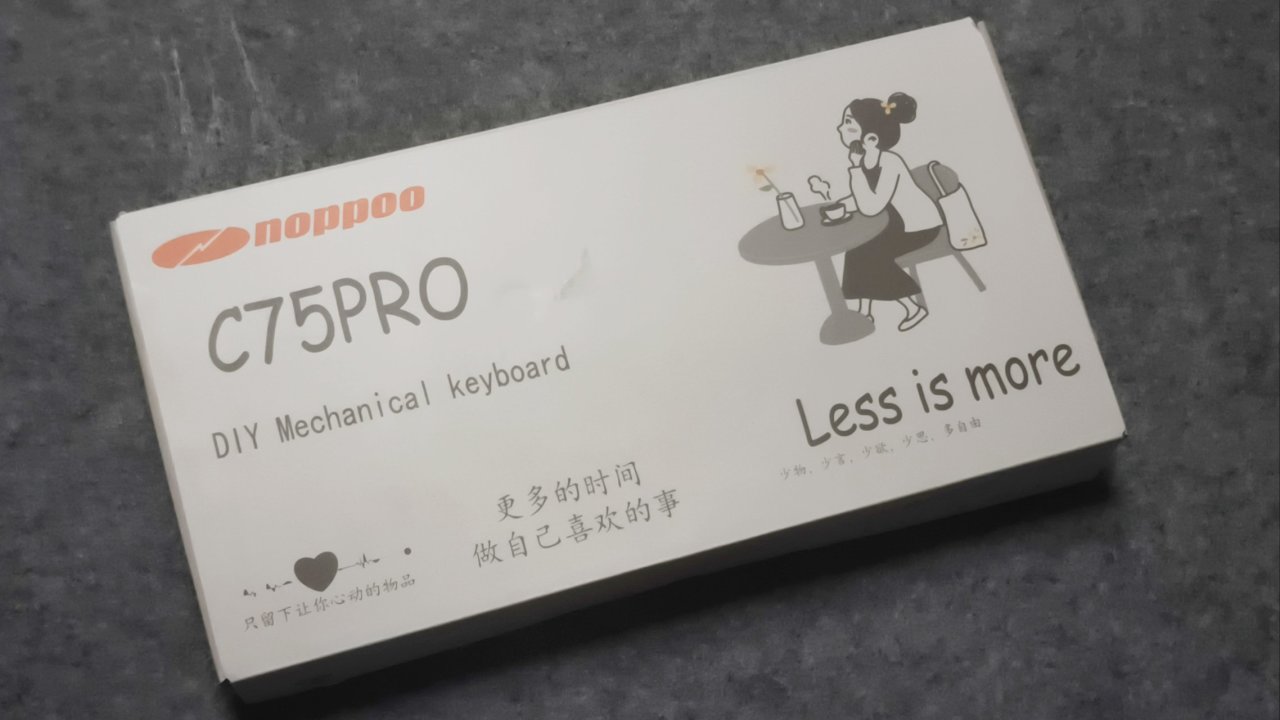 noppoo
C75PRO
DIY Mechanical keyboard
更多的时间
做自己喜欢的事
只留下让你心动的物品
Less is more
少物、少言、少欲、少思、多自由